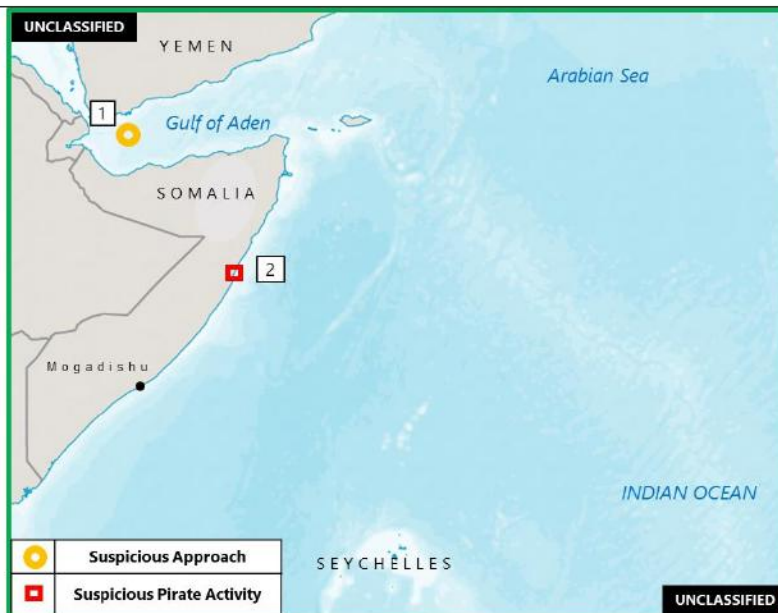 UNCLASSIFIED
YEMEN
Arabian Sea
1
Gulf of Aden
SOMALIA
2
Mogadishu
INDIAN OCEAN
SEYCHELLES
Suspicious Approach
Suspicious Pirate Activity
UNCLASSIFIED